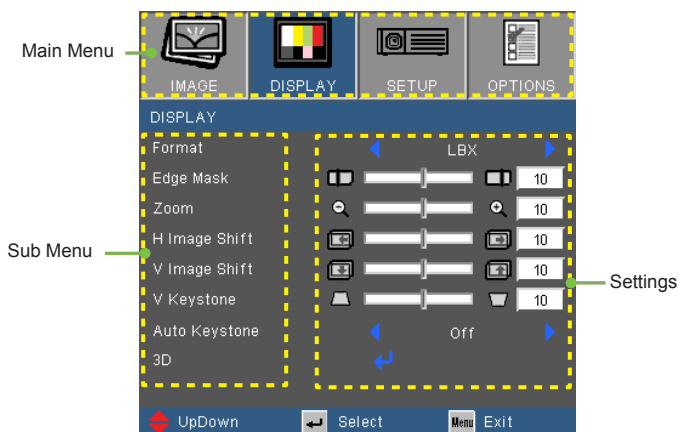 Main Menu
IMAGE DISPLAY SETUP OPTIONS
DISPLAY
Format LBX
Edge Mask 10
Zoom 10
H Image Shift 10
Sub Menu
V Image Shift 10
Settings
V Keystone 10
Auto Keystone Off
3D
UpDown Select Menu Exit